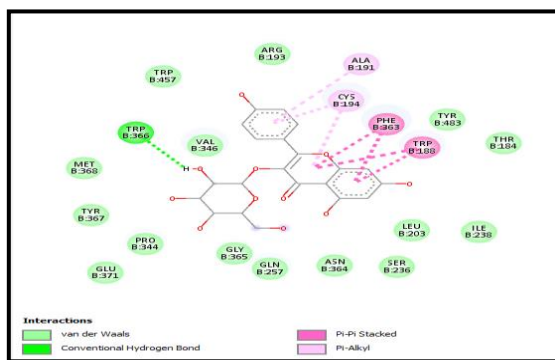 ARG
B:193
ALA
B:191
TRP
B:457
CYS
B:194
PHE
B:363
TYR
B:483
TRP
B:366
VAL
B:346
TRP
B:188
THR
B:184
MET
B:368
H
O
TYR
B:367
PRO
B:344
GLY
B:365
GLN
B:257
ASN
B:364
SER
B:236
LEU
B:203
ILE
B:238
GLU
B:371
Interactions
van der Waals
Conventional Hydrogen Bond
Pi-Pi Stacked
Pi-Alkyl